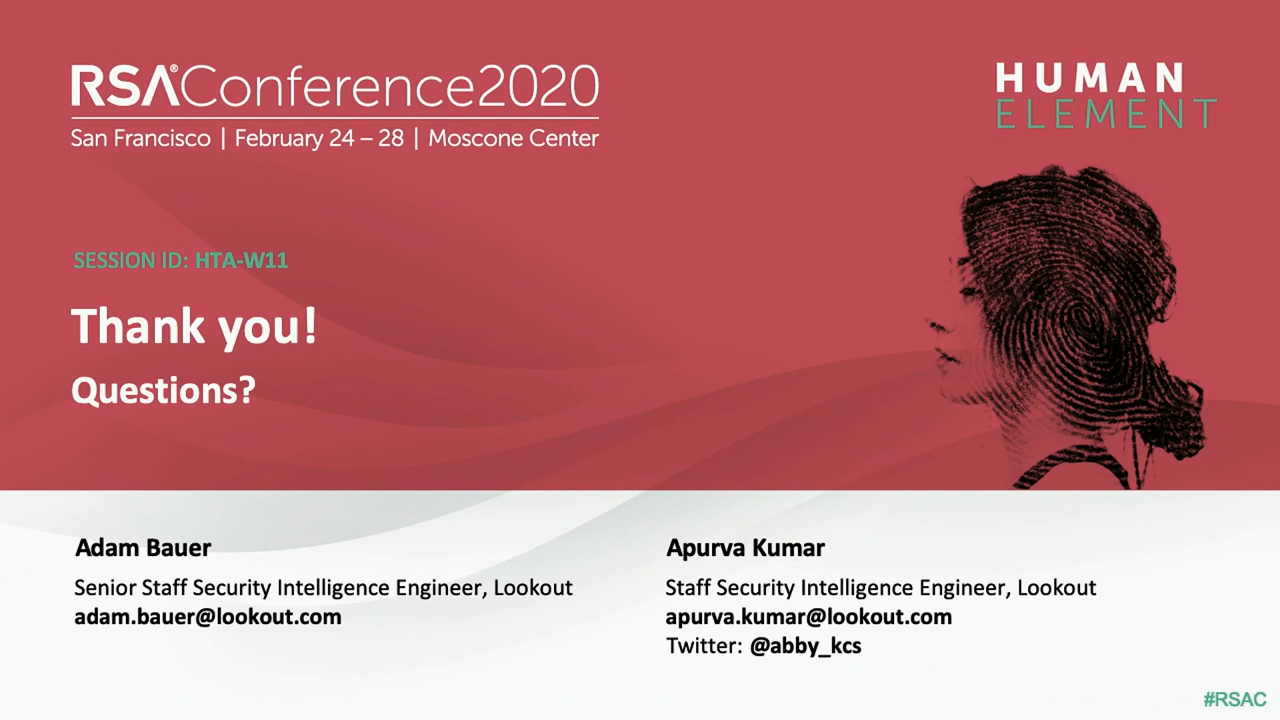 RSA®Conference2020
San Francisco | February 24 – 28 | Moscone Center
HUMAN
ELEMENT
SESSION ID: HTA-W11
Thank you!
Questions?
Adam Bauer
Senior Staff Security Intelligence Engineer, Lookout
adam.bauer@lookout.com
Apurva Kumar
Staff Security Intelligence Engineer, Lookout
apurva.kumar@lookout.com
Twitter: @abby_kcs
#RSAC